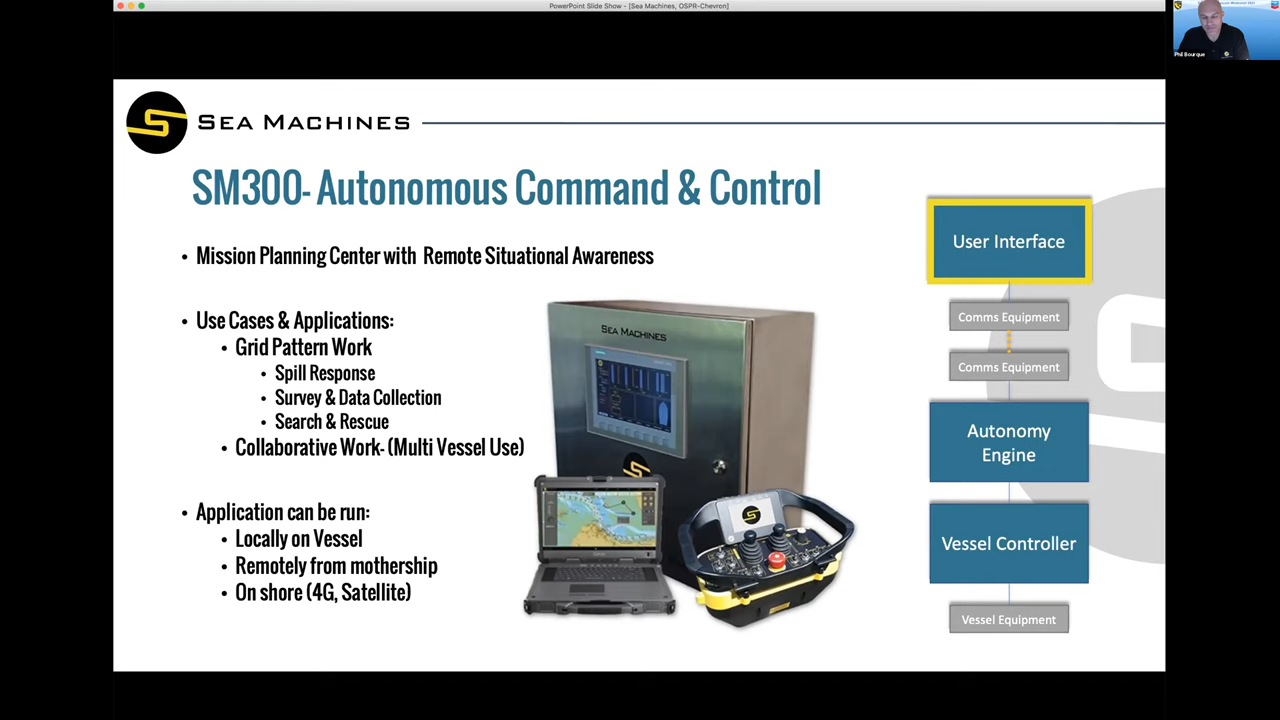 PowerPoint Slide Show - [Sea Machines, OSPR-Chevron]
Phil Bourque
SEA MACHINES
SM300- Autonomous Command & Control
• Mission Planning Center with Remote Situational Awareness
• Use Cases & Applications:
• Grid Pattern Work
• Spill Response
• Survey & Data Collection
• Search & Rescue
• Collaborative Work- (Multi Vessel Use)
• Application can be run:
• Locally on Vessel
• Remotely from mothership
• On shore (4G, Satellite)
SEA MACHINES
User Interface
Comms Equipment
Comms Equipment
Autonomy
Engine
Vessel Controller
Vessel Equipment